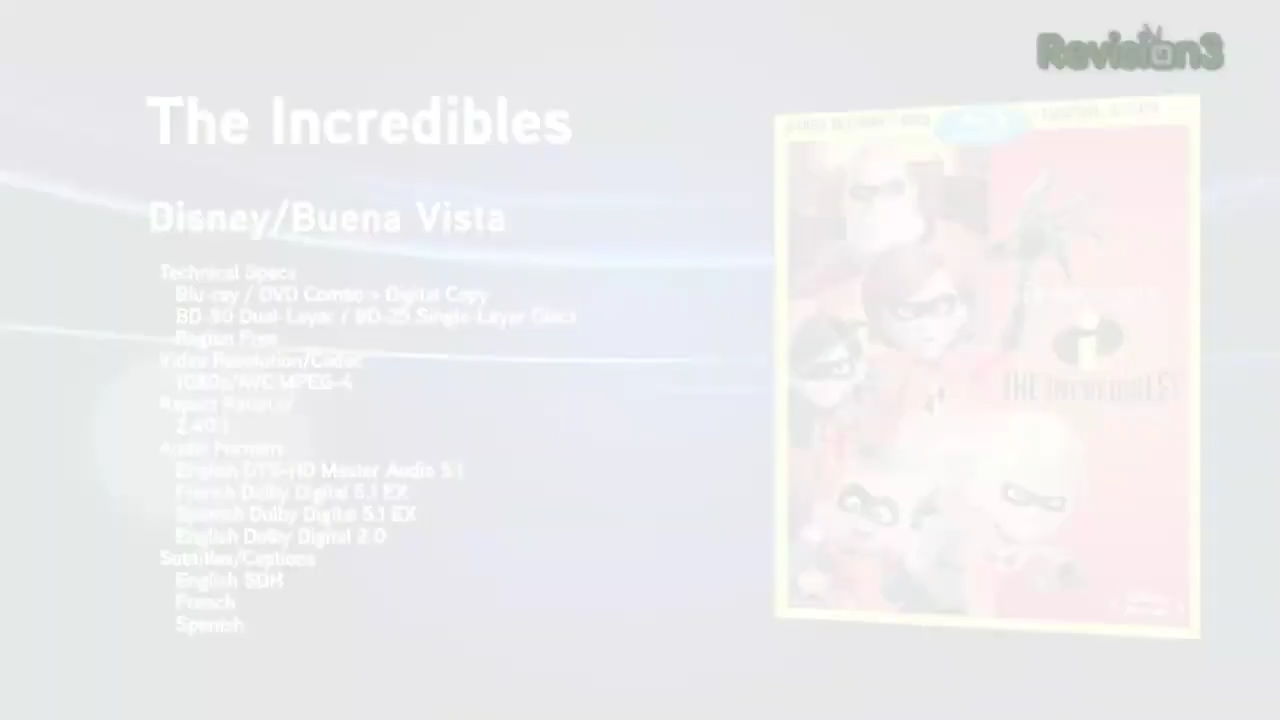 Revision3
The Incredibles
Disney/Buena Vista
Technical Specs
Blu-ray / DVD Combo + Digital Copy
BD-50 Dual-Layer / BD-25 Single-Layer Discs
Region Free
Video Resolution/Codec
1080p/AVC MPEG-4
Aspect Ratio(s)
2.40:1
Audio Formats
English DTS-HD Master Audio 5.1
French Dolby Digital 5.1 EX
Spanish Dolby Digital 5.1 EX
English Dolby Digital 2.0
Subtitles/Captions
English SDH
French
Spanish
THE INCREDIBLES